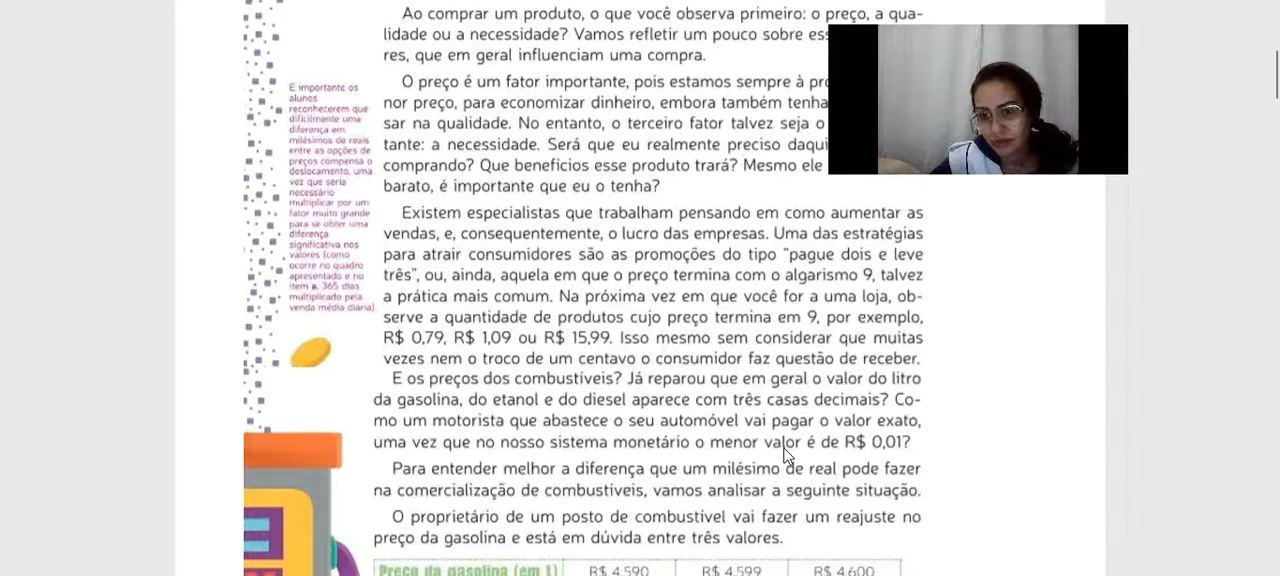 Ao comprar um produto, o que você observa primeiro: o preço, a qua-
lidade ou a necessidade? Vamos refletir um pouco sobre es
res, que em geral influenciam uma compra.
O preço é um fator importante, pois estamos sempre à
nor preço, para economizar dinheiro, embora também tenha
sar na qualidade. No entanto, o terceiro fator talvez seja o
tante: a necessidade. Será que eu realmente preciso daqui
comprando? Que benefícios esse produto trará? Mesmo ele
barato, é importante que eu o tenha?
É importante os
alunos
reconhecerem que
dificilmente uma
diferença em
milésimos de reais
entre as opções de
preços compensa o
deslocamento, uma
vez que seria
necessário
multiplicar por um
fator muito grande
para se obter uma
diferença
significativa nos
valores (como
ocorre no quadro
apresentado e no
item a, 365 dias
multiplicado pela
venda média diária)
Existem especialistas que trabalham pensando em como aumentar as
vendas, e, consequentemente, o lucro das empresas. Uma das estratégias
para atrair consumidores são as promoções do tipo "pague dois e leve
três", ou, ainda, aquela em que o preço termina com o algarismo 9, talvez
a prática mais comum. Na próxima vez em que você for a uma loja, ob-
serve a quantidade de produtos cujo preço termina em 9, por exemplo,
R$ 0,79, R$ 1,09 ou R$ 15,99. Isso mesmo sem considerar que muitas
vezes nem o troco de um centavo o consumidor faz questão de receber.
E os preços dos combustíveis? Já reparou que em geral o valor do litro
da gasolina, do etanol e do diesel aparece com três casas decimais? Co-
mo um motorista que abastece o seu automóvel vai pagar o valor exato,
uma vez que no nosso sistema monetário o menor valor é de R$ 0,01?
Para entender melhor a diferença que um milésimo de real pode fazer
na comercialização de combustíveis, vamos analisar a seguinte situação.
O proprietário de um posto de combustível vai fazer um reajuste no
preço da gasolina e está em dúvida entre três valores.
Preço da gasolina (em L) R$ 4,590 R$ 4,599 R$ 4,600